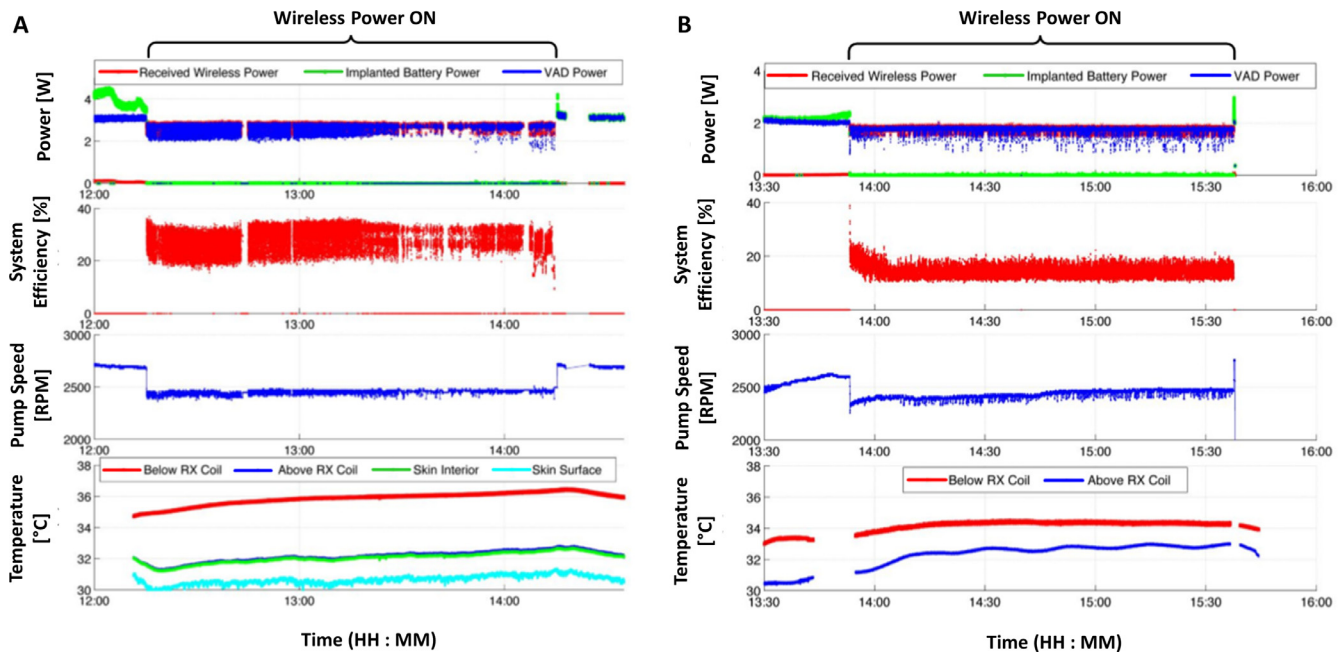 A
Wireless Power ON
Received Wireless Power Implanted Battery Power VAD Power
Power [W]
4
2
0
12:00 13:00 14:00
System
Efficiency [%]
40
20
0
12:00 13:00 14:00
Pump Speed
[RPM]
3000
2500
2000
12:00 13:00 14:00
Below RX Coil Above RX Coil Skin Interior Skin Surface
Temperature
[°C]
38
36
34
32
30
12:00 13:00 14:00
Time (HH : MM)
B
Wireless Power ON
Received Wireless Power Implanted Battery Power VAD Power
Power [W]
4
2
0
13:30 14:00 14:30 15:00 15:30 16:00
System
Efficiency [%]
40
20
0
13:30 14:00 14:30 15:00 15:30 16:00
Pump Speed
[RPM]
3000
2500
2000
13:30 14:00 14:30 15:00 15:30 16:00
Below RX Coil Above RX Coil
Temperature
[°C]
38
36
34
32
30
13:30 14:00 14:30 15:00 15:30 16:00
Time (HH : MM)